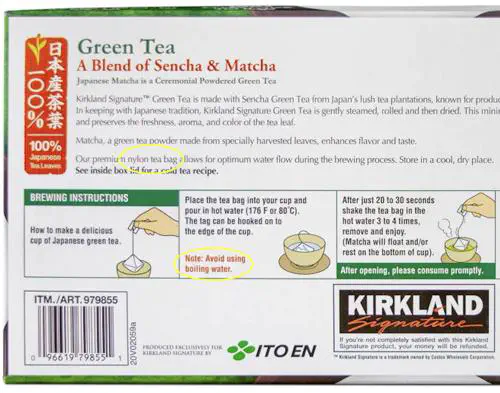 日本産茶葉
一〇〇%
100%
Japanese
Tea Leaves
Green Tea
A Blend of Sencha & Matcha
Japanese Matcha is a Ceremonial Powdered Green Tea
Kirkland Signature™ Green Tea is made with Sencha Green Tea from Japan's lush tea plantations, known for produc
In keeping with Japanese tradition, Kirkland Signature Green Tea is gently steamed, rolled and then dried. This mini
and preserves the freshness, aroma, and color of the tea leaf.
Matcha, a green tea powder made from specially harvested leaves, enhances flavor and taste.
Our premium nylon tea bag allows for optimum water flow during the brewing process. Store in a cool, dry place.
See inside box lid for a cold tea recipe.
BREWING INSTRUCTIONS
How to make a delicious
cup of Japanese green tea.
Place the tea bag into your cup and
pour in hot water (176 F or 80˚C).
The tag can be hooked on to
the edge of the cup.
Note: Avoid using
boiling water.
After just 20 to 30 seconds
shake the tea bag in the
hot water 3 to 4 times,
remove and enjoy.
(Matcha will float and/or
rest on the bottom of cup).
After opening, please consume promptly.
ITM./ART. 979855
0 96619 79855 1
20V02059a
PRODUCED EXCLUSIVELY FOR
KIRKLAND SIGNATURE BY
ITO EN
KIRKLAND
Signature
If you're not completely satisfied with this Kirkland
Signature product, your money will be refunded.
™ Kirkland Signature is a trademark owned by Costco Wholesale Corporation.